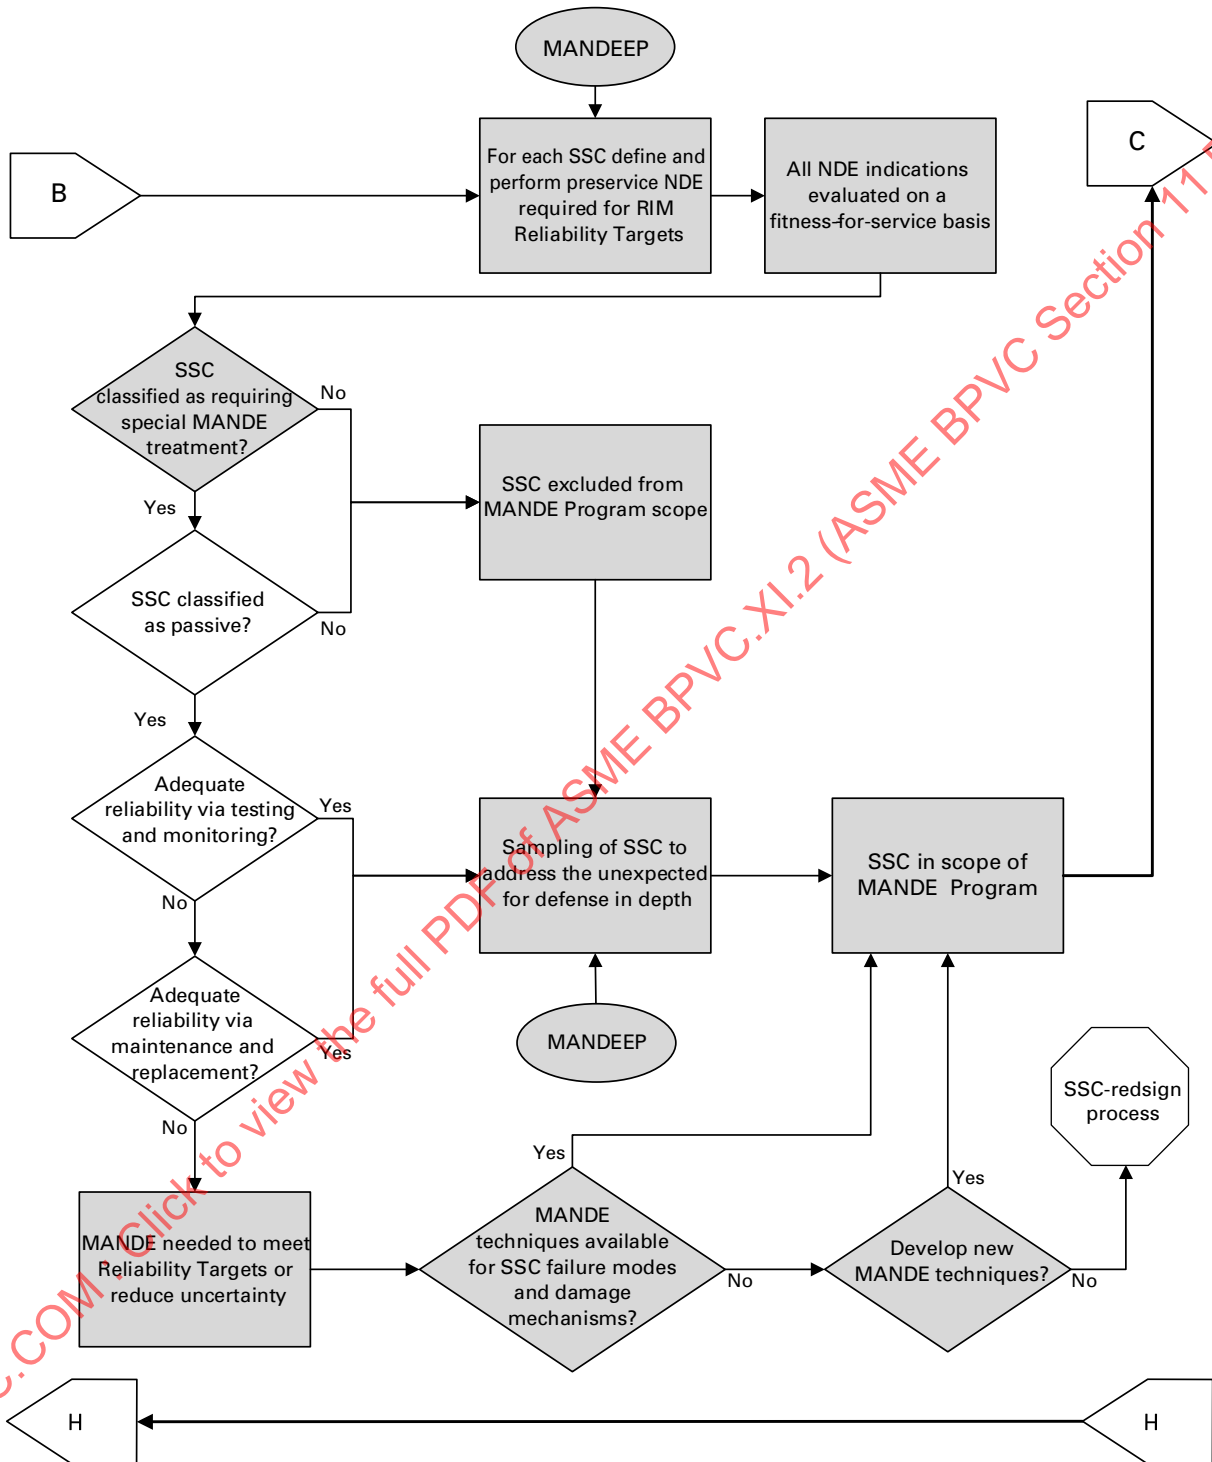 MANDEEP
B
For each SSC define and
perform preservice NDE
required for RIM
Reliability Targets
All NDE indications
evaluated on a
fitness-for-service basis
C
SSC
classified as requiring
special MANDE
treatment?
No
Yes
SSC excluded from
MANDE Program scope
SSC classified
as passive?
No
Yes
Adequate
reliability via testing
and monitoring?
Yes
No
Sampling of SSC to
address the unexpected
for defense in depth
SSC in scope of
MANDE Program
Adequate
reliability via
maintenance and
replacement?
Yes
No
MANDEEP
SSC-redsign
process
MANDE needed to meet
Reliability Targets or
reduce uncertainty
Yes
MANDE
techniques available
for SSC failure modes
and damage
mechanisms?
No
Yes
Develop new
MANDE techniques?
No
H
H
C.COM : Click to view the full PDF of ASME BPVC.XI.2 (ASME BPVC Section 11